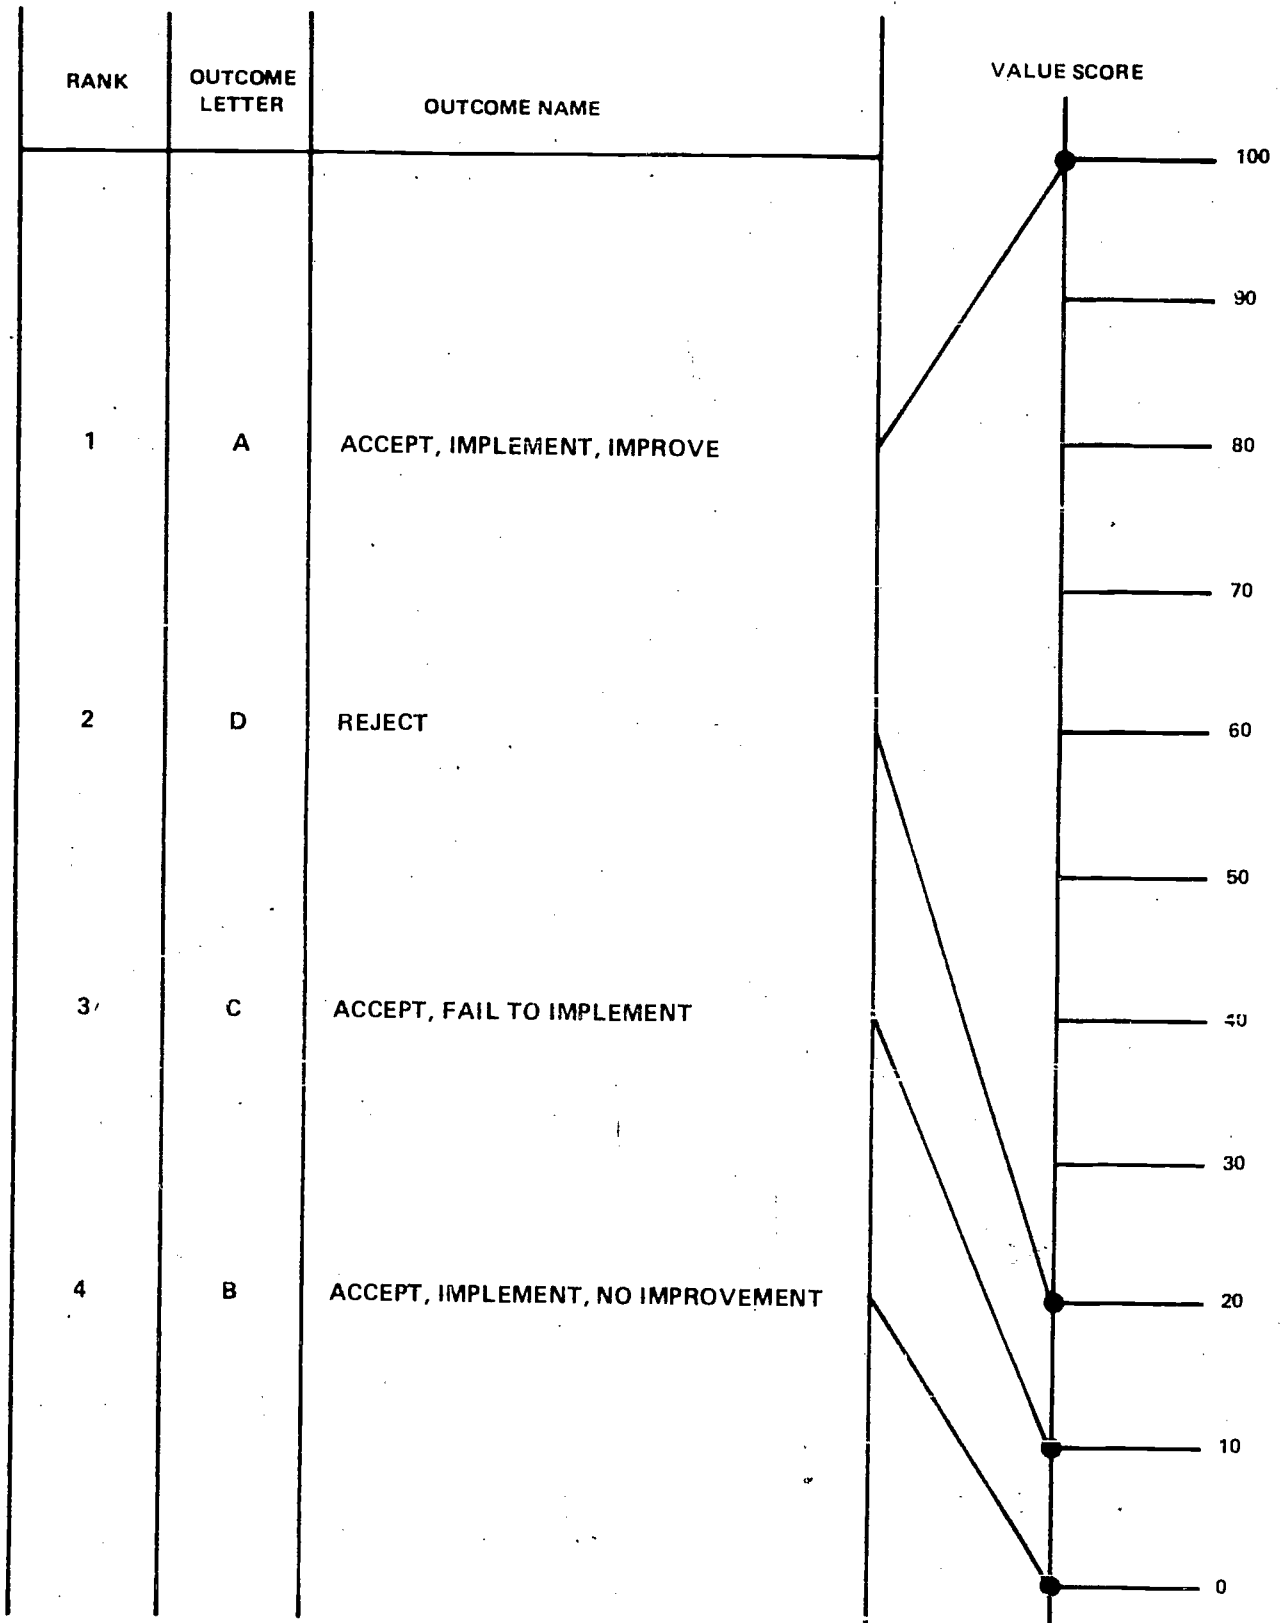 RANK
OUTCOME
LETTER
OUTCOME NAME
VALUE SCORE
100
90
1 A ACCEPT, IMPLEMENT, IMPROVE
80
70
2 D REJECT
60
50
3 C ACCEPT, FAIL TO IMPLEMENT
40
30
4 B ACCEPT, IMPLEMENT, NO IMPROVEMENT
20
10
0